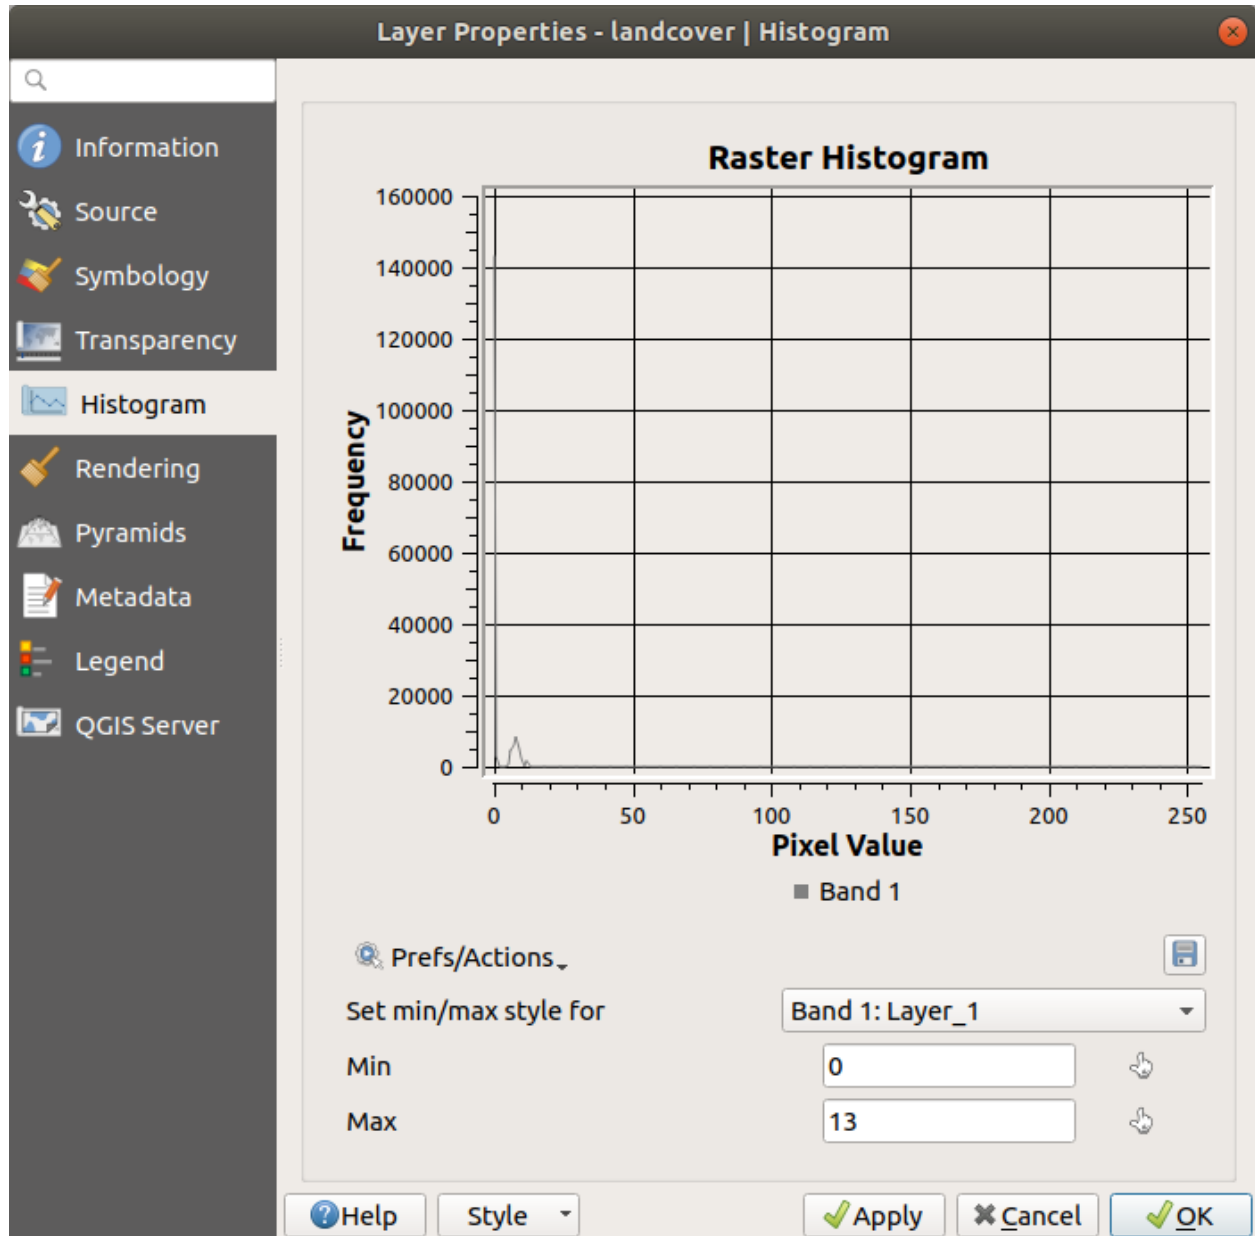 Layer Properties - landcover | Histogram
Information
Source
Symbology
Transparency
Histogram
Rendering
Pyramids
Metadata
Legend
QGIS Server
Raster Histogram
160000
140000
120000
100000
80000
60000
40000
20000
0
Frequency
0 50 100 150 200 250
Pixel Value
Band 1
Prefs/Actions
Set min/max style for Band 1: Layer_1
Min 0
Max 13
Help Style Apply Cancel OK